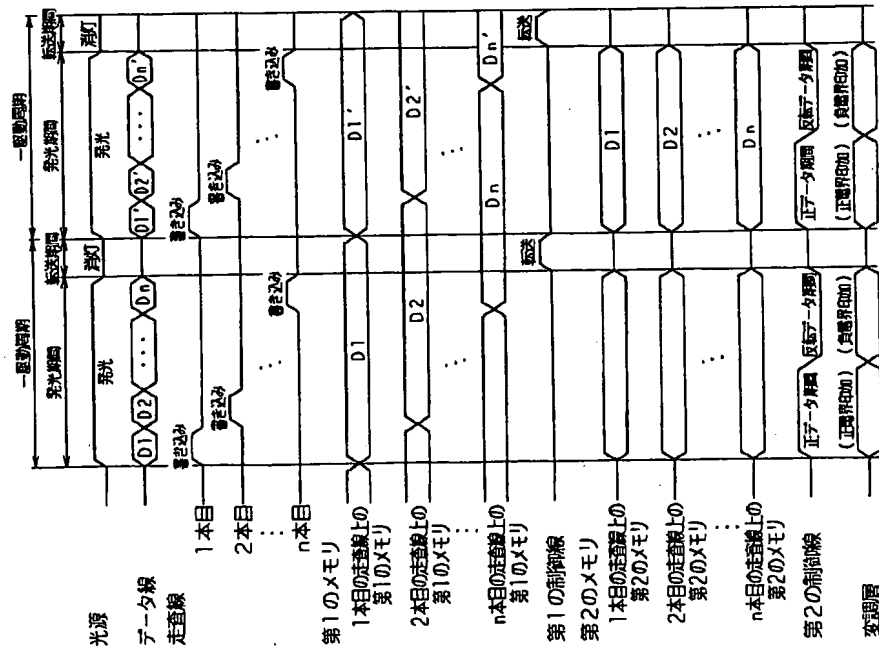 一駆動周期 一駆動周期
発光期間 転送期間 発光期間 転送期間
光源 発光 消灯 発光 消灯
データ線 D1 D2 ・・・ Dn D1' D2' ・・・ Dn'
走査線
1本目 書き込み 書き込み
2本目 書き込み 書き込み
⋮ ・・・ ・・・
n本目 書き込み 書き込み
第1のメモリ
1本目の走査線上の
第1のメモリ D1 D1'
2本目の走査線上の
第1のメモリ D2 D2'
⋮ ・・・ ・・・
n本目の走査線上の
第1のメモリ Dn Dn'
第1の制御線 転送 転送
第2のメモリ
1本目の走査線上の
第2のメモリ D1
2本目の走査線上の
第2のメモリ D2
⋮ ・・・ ・・・
n本目の走査線上の
第2のメモリ Dn
第2の制御線 正データ期間 反転データ期間 正データ期間 反転データ期間
変調層 (正電界印加) (負電界印加) (正電界印加) (負電界印加)